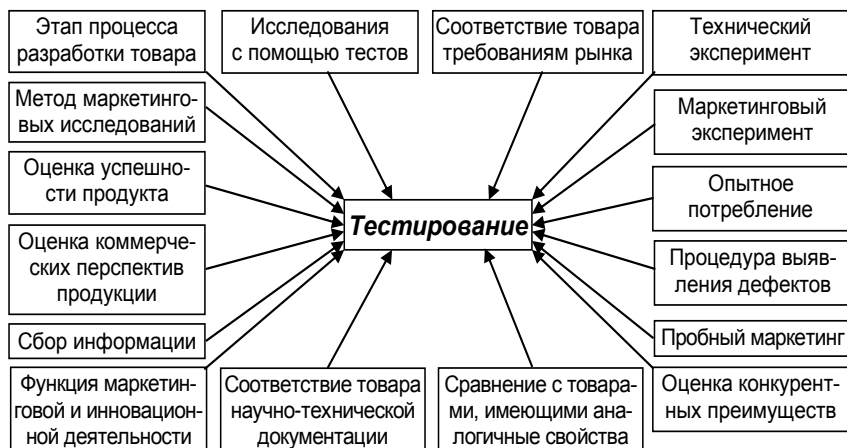 Этап процесса
разработки товара
Исследования
с помощью тестов
Соответствие товара
требованиям рынка
Технический
эксперимент
Метод маркетинго-
вых исследований
Маркетинговый
эксперимент
Оценка успешно-
сти продукта
Опытное
потребление
Тестирование
Оценка коммерче-
ских перспектив
продукции
Процедура выяв-
ления дефектов
Сбор информации
Пробный маркетинг
Функция маркетин-
говой и инновацион-
ной деятельности
Соответствие товара
научно-технической
документации
Сравнение с товара-
ми, имеющими ана-
логичные свойства
Оценка конкурент-
ных преимуществ